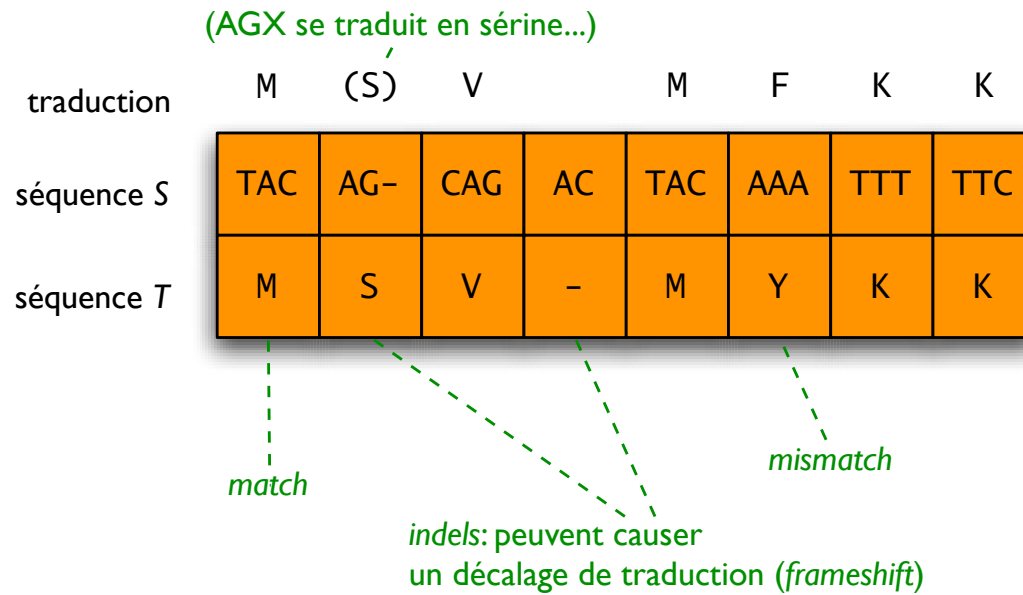 (AGX se traduit en sérine...)
traduction M (S) V M F K K
séquence S TAC AG- CAG AC TAC AAA TTT TTC
séquence T M S V - M Y K K
match
mismatch
indels: peuvent causer
un décalage de traduction (frameshift)